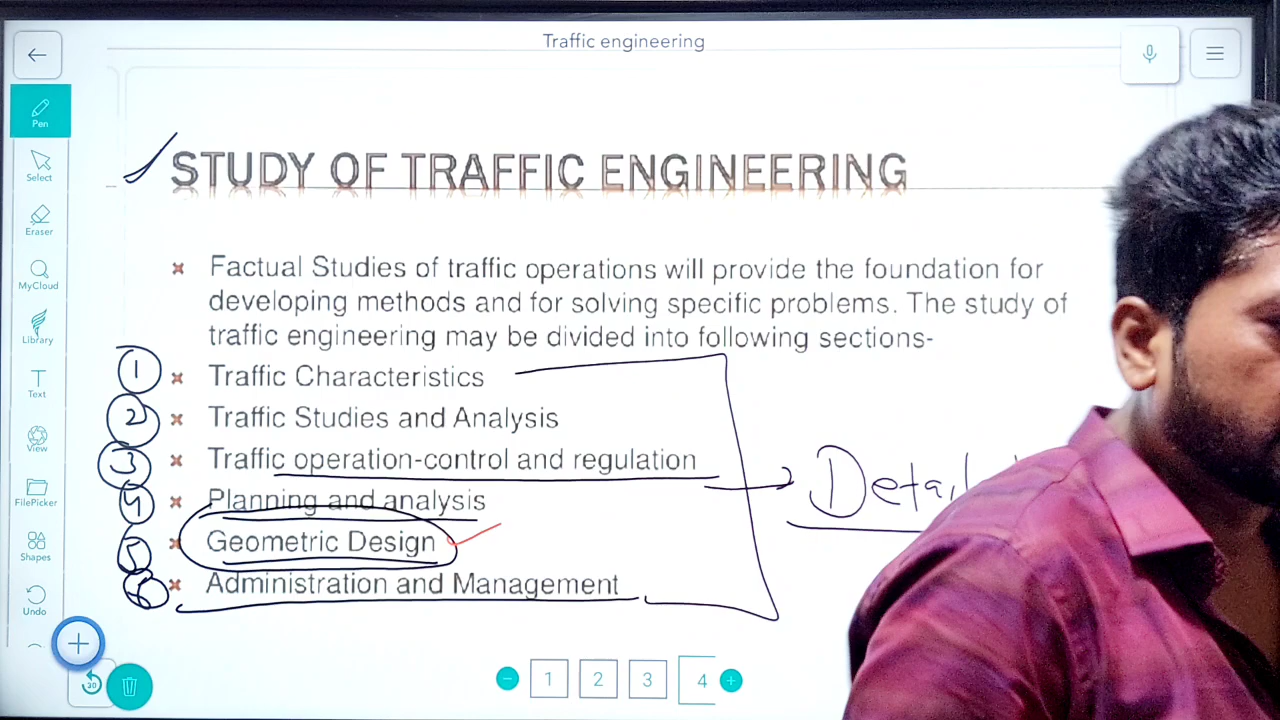 Traffic engineering
Pen
Select
Eraser
MyCloud
Library
Text
View
FilePicker
Shapes
Undo
30
STUDY OF TRAFFIC ENGINEERING
Factual Studies of traffic operations will provide the foundation for
developing methods and for solving specific problems. The study of
traffic engineering may be divided into following sections-
1 Traffic Characteristics
2 Traffic Studies and Analysis
3 Traffic operation-control and regulation
4 Planning and analysis
5 Geometric Design
6 Administration and Management
1 2 3 4